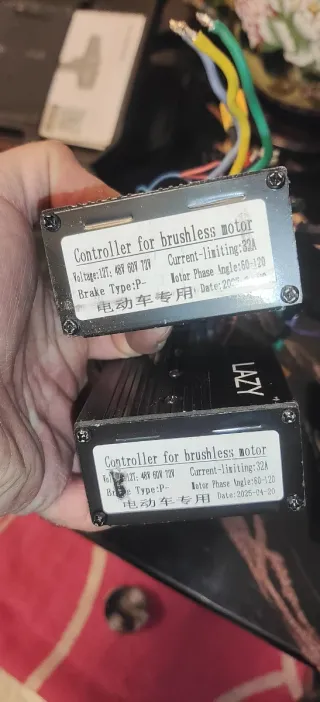 Controller for brushless motor
Voltage:LVT: 48V 60V 72V Current-limiting:32A
Brake Type:P- Motor Phase Angle:60-120
电动车专用 Date:
LAZY
Controller for brushless motor
48V 60V 72V Current-limiting:32A
Type:P- Motor Phase Angle:60-120
电动车专用 Date:2025-04-20